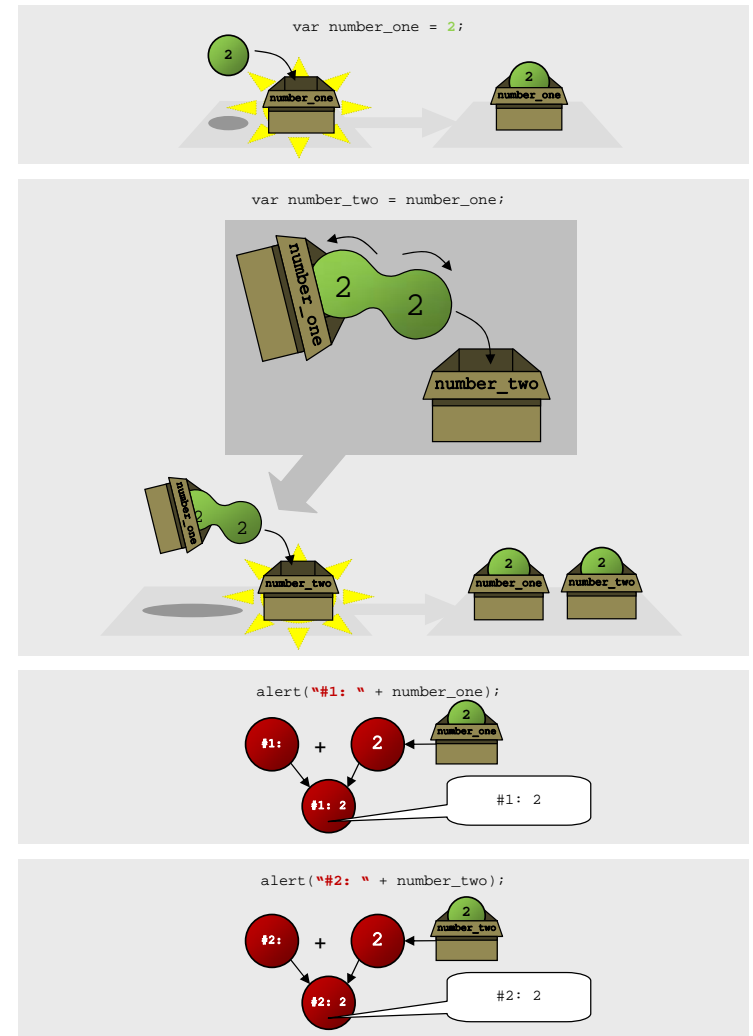 var number_one = 2;
2
number_one
2
number_one
var number_two = number_one;
number_one
2
2
number_two
number_one
2
2
number_two
2
number_one
2
number_two
alert(“#1: “ + number_one);
#1:
+
2
2
number_one
#1: 2
#1: 2
alert(“#2: “ + number_two);
#2:
+
2
2
number_two
#2: 2
#2: 2